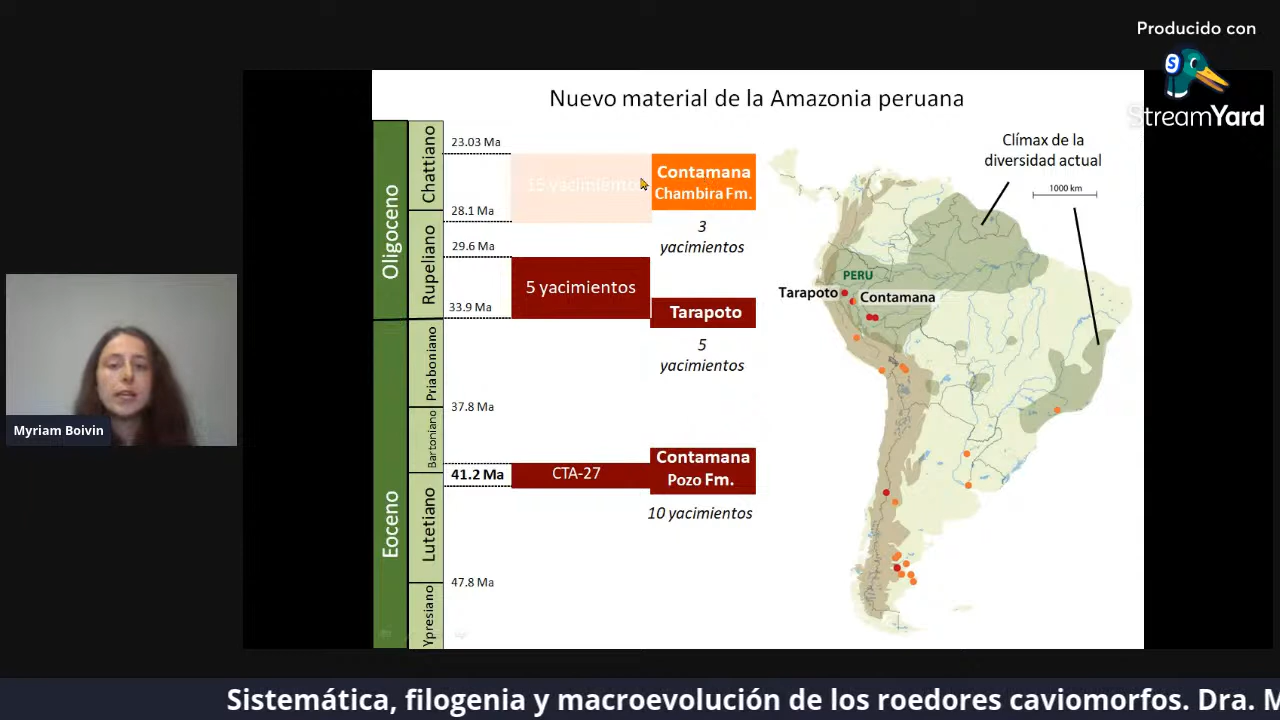 Producido con
StreamYard
Nuevo material de la Amazonia peruana
Oligoceno
Eoceno
Chattiano
Rupeliano
Priaboniano
Bartoniano
Lutetiano
Ypresiano
23.03 Ma
28.1 Ma
29.6 Ma
33.9 Ma
37.8 Ma
41.2 Ma
47.8 Ma
15 yacimientos
5 yacimientos
CTA-27
Contamana
Chambira Fm.
3
yacimientos
Tarapoto
5
yacimientos
Contamana
Pozo Fm.
10 yacimientos
Clímax de la
diversidad actual
1000 km
PERU
Tarapoto
Contamana
Myriam Boivin
Sistemática, filogenia y macroevolución de los roedores caviomorfos. Dra. M